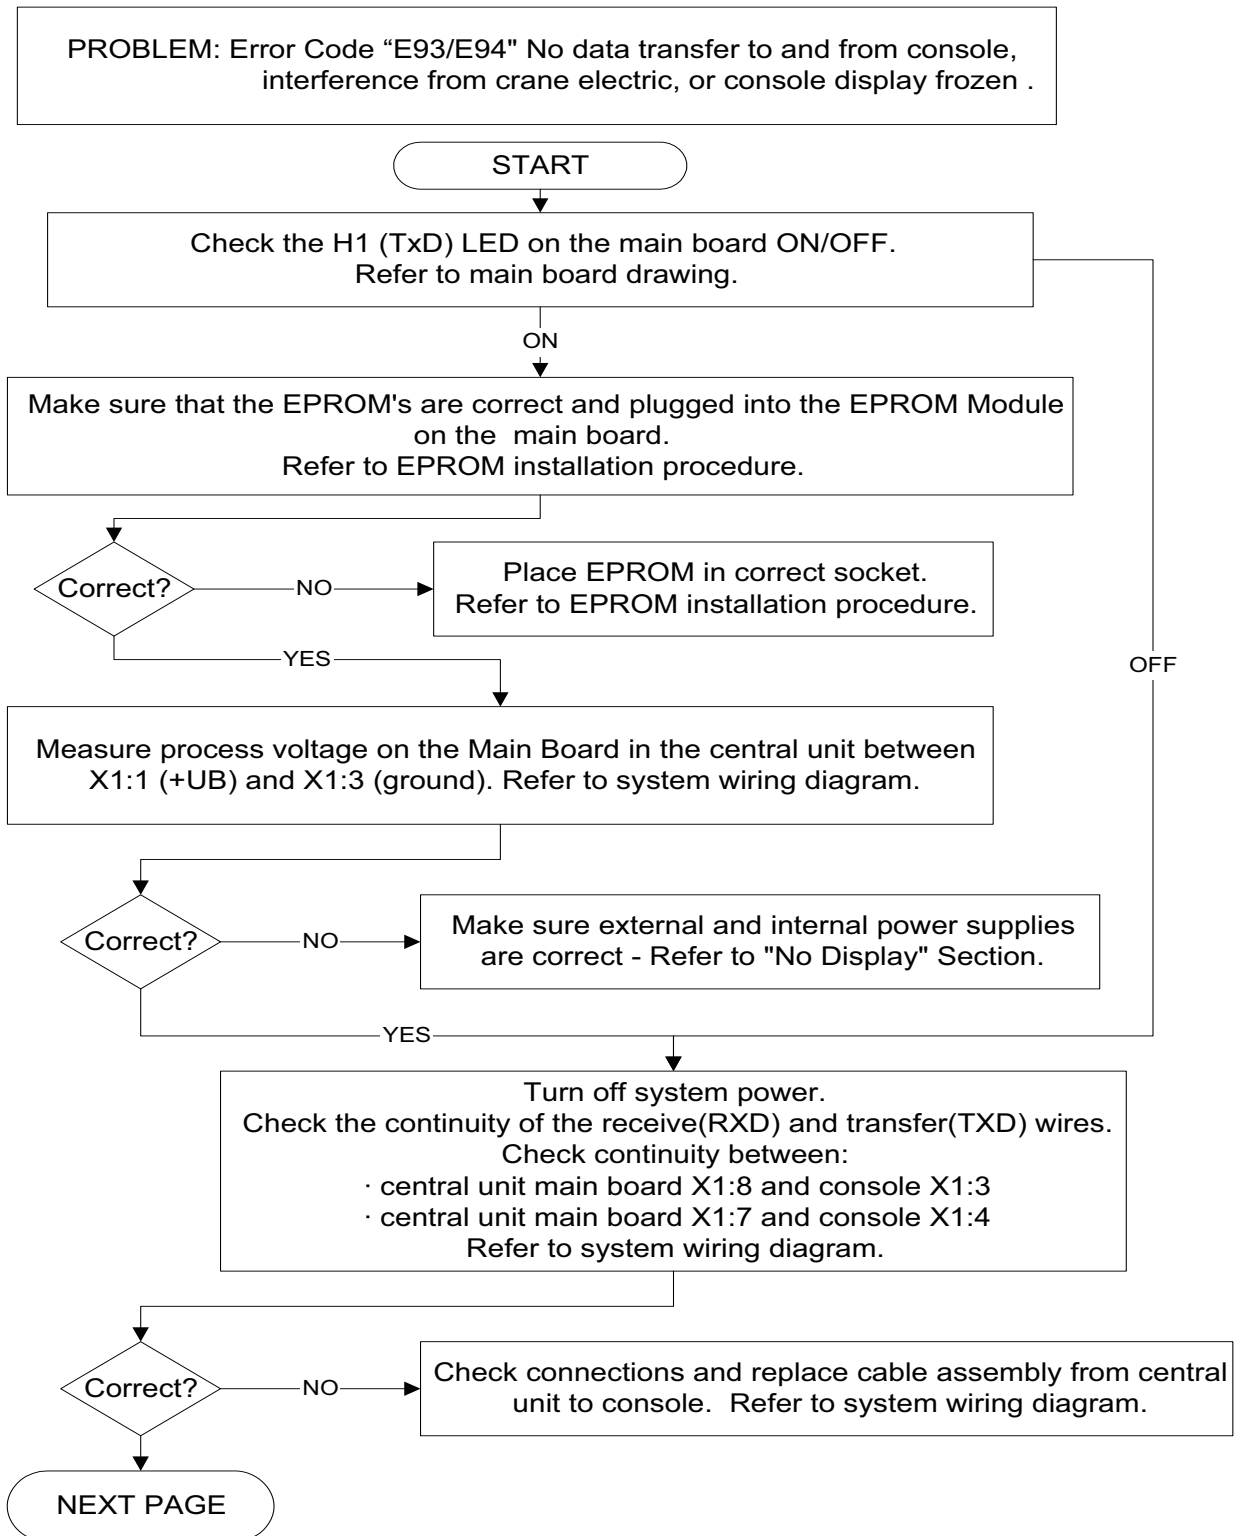 PROBLEM: Error Code “E93/E94" No data transfer to and from console,
interference from crane electric, or console display frozen .
START
Check the H1 (TxD) LED on the main board ON/OFF.
Refer to main board drawing.
ON
Make sure that the EPROM's are correct and plugged into the EPROM Module
on the main board.
Refer to EPROM installation procedure.
Correct?
NO
Place EPROM in correct socket.
Refer to EPROM installation procedure.
YES
OFF
Measure process voltage on the Main Board in the central unit between
X1:1 (+UB) and X1:3 (ground). Refer to system wiring diagram.
Correct?
NO
Make sure external and internal power supplies
are correct - Refer to "No Display" Section.
YES
Turn off system power.
Check the continuity of the receive(RXD) and transfer(TXD) wires.
Check continuity between:
· central unit main board X1:8 and console X1:3
· central unit main board X1:7 and console X1:4
Refer to system wiring diagram.
Correct?
NO
Check connections and replace cable assembly from central
unit to console. Refer to system wiring diagram.
NEXT PAGE